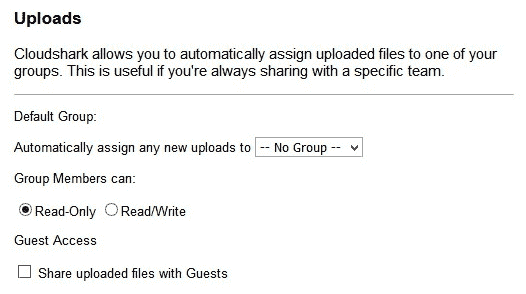 Uploads
Cloudshark allows you to automatically assign uploaded files to one of your
groups. This is useful if you're always sharing with a specific team.
Default Group:
Automatically assign any new uploads to -- No Group --
Group Members can:
Read-Only Read/Write
Guest Access
Share uploaded files with Guests